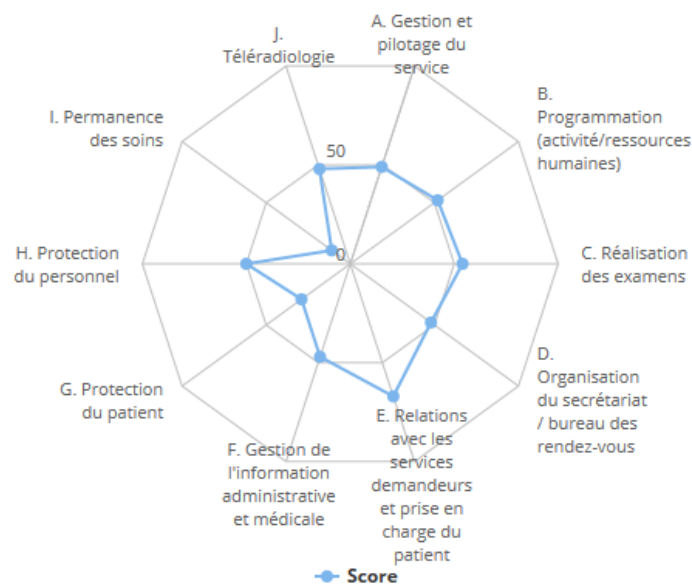 J.
Téléradiologie
A. Gestion et
pilotage du
service
B.
Programmation
(activité/ressources
humaines)
I. Permanence
des soins
50
0
H. Protection
du personnel
C. Réalisation
des examens
D.
Organisation
du secrétariat
/ bureau des
rendez-vous
G. Protection
du patient
E. Relations
avec les
services
demandeurs
et prise en
charge du
patient
F. Gestion de
l'information
administrative
et médicale
Score